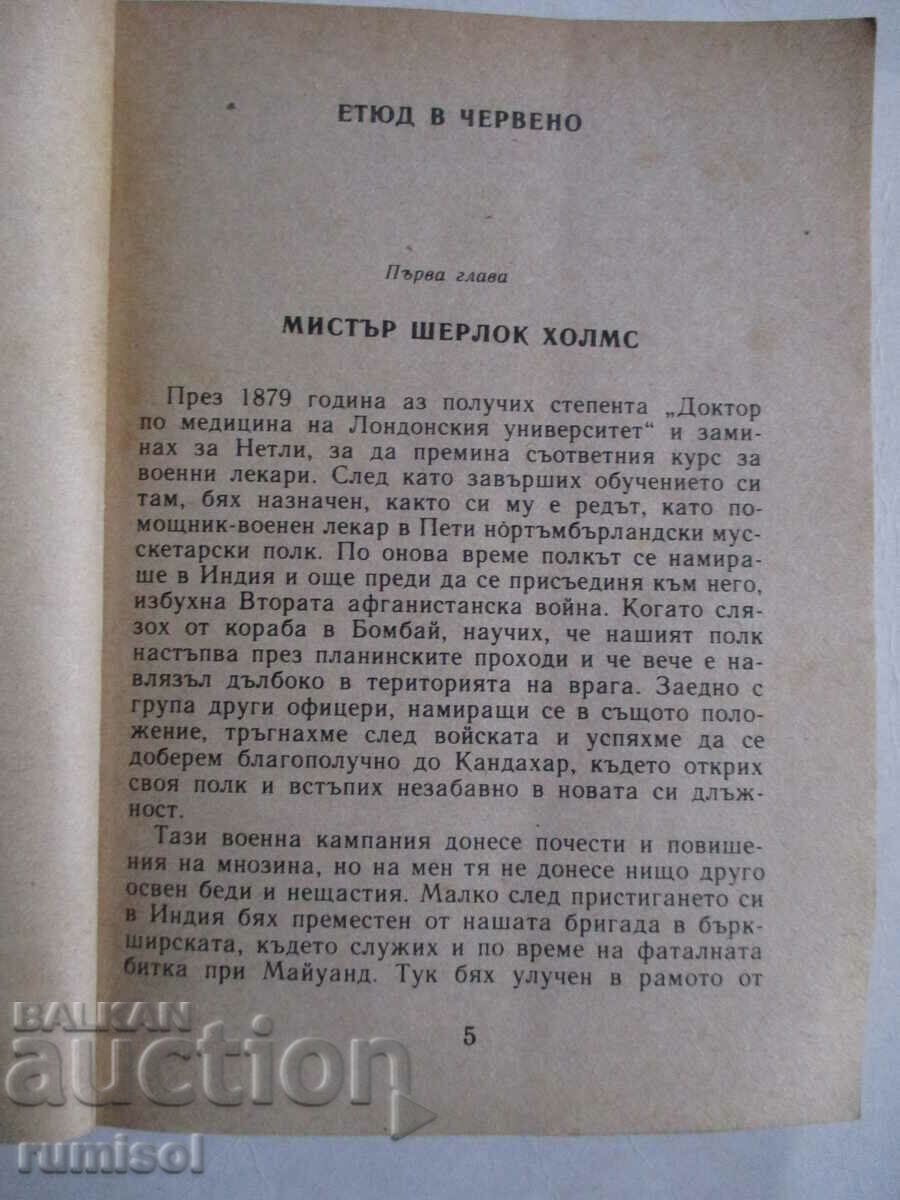 ЕТЮД В ЧЕРВЕНО
Първа глава
МИСТЪР ШЕРЛОК ХОЛМС
През 1879 година аз получих степента „Доктор
по медицина на Лондонския университет“ и зами-
нах за Нетли, за да премина съответния курс за
военни лекари. След като завърших обучението си
там, бях назначен, както си му е редът, като по-
мощник-военен лекар в Пети но̀ртъмбърландски мус-
скетарски полк. По онова време полкът се намира-
ше в Индия и още преди да се присъединя към него,
избухна Втората афганистанска война. Когато сля-
зох от кораба в Бомбай, научих, че нашият полк
настъпва през планинските проходи и че вече е на-
влязъл дълбоко в територията на врага. Заедно с
група други офицери, намиращи се в същото поло-
жение, тръгнахме след войската и успяхме да се
доберем благополучно до Кандахар, където открих
своя полк и встъпих незабавно в новата си длъж-
ност.
Тази военна кампания донесе почести и повише-
ния на мнозина, но на мен тя не донесе нищо друго
освен беди и нещастия. Малко след пристигането си
в Индия бях преместен от нашата бригада в бърк-
ширската, където служих и по време на фаталната
битка при Майуанд. Тук бях улучен в рамото от
5
BALKAN
auction
rumisol